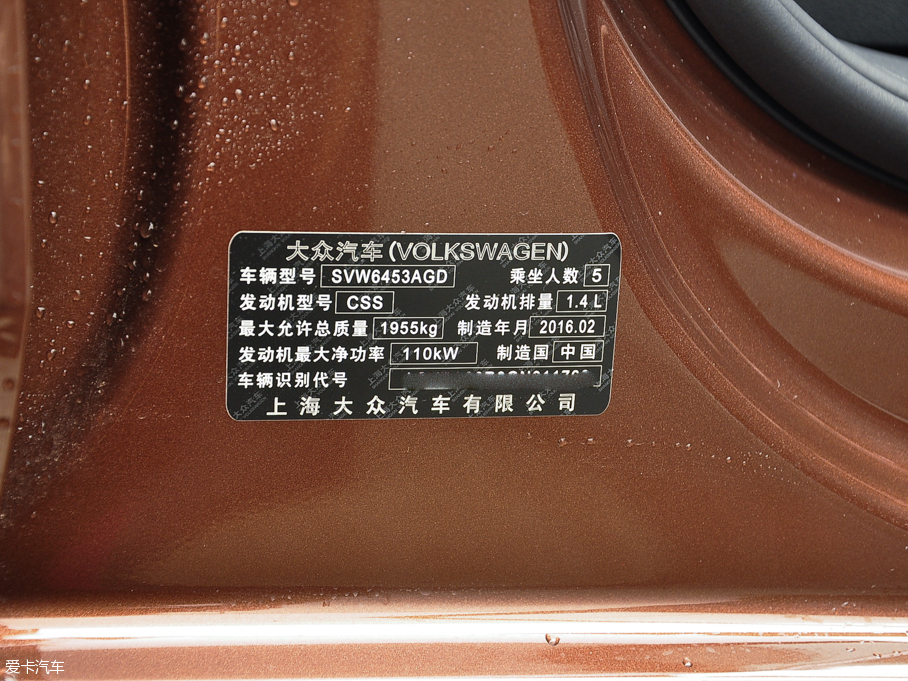 大众汽车(VOLKSWAGEN)
车辆型号 SVW6453AGD 乘坐人数 5
发动机型号 CSS 发动机排量 1.4 L
最大允许总质量 1955kg 制造年月 2016.02
发动机最大净功率 110kW 制造国 中国
车辆识别代号
上海大众汽车有限公司
爱卡汽车